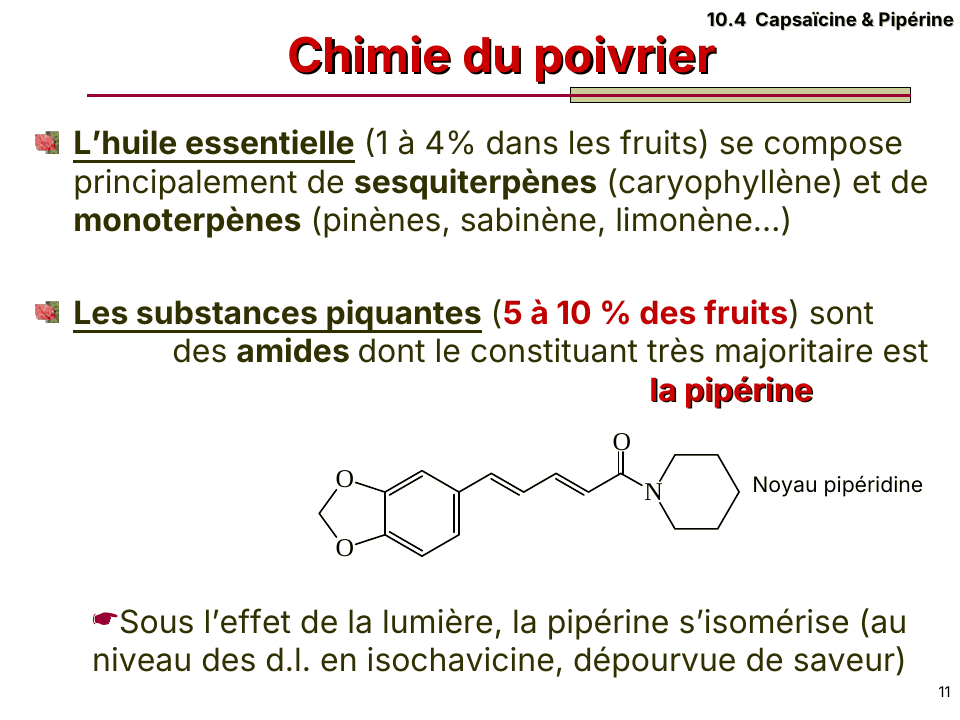 10.4 Capsaïcine & Pipérine
Chimie du poivrier
L’huile essentielle (1 à 4% dans les fruits) se compose
principalement de sesquiterpènes (caryophyllène) et de
monoterpènes (pinènes, sabinène, limonène…)
Les substances piquantes (5 à 10 % des fruits) sont
des amides dont le constituant très majoritaire est
la pipérine
O
O
N
Noyau pipéridine
O
Sous l’effet de la lumière, la pipérine s’isomérise (au
niveau des d.l. en isochavicine, dépourvue de saveur)
11